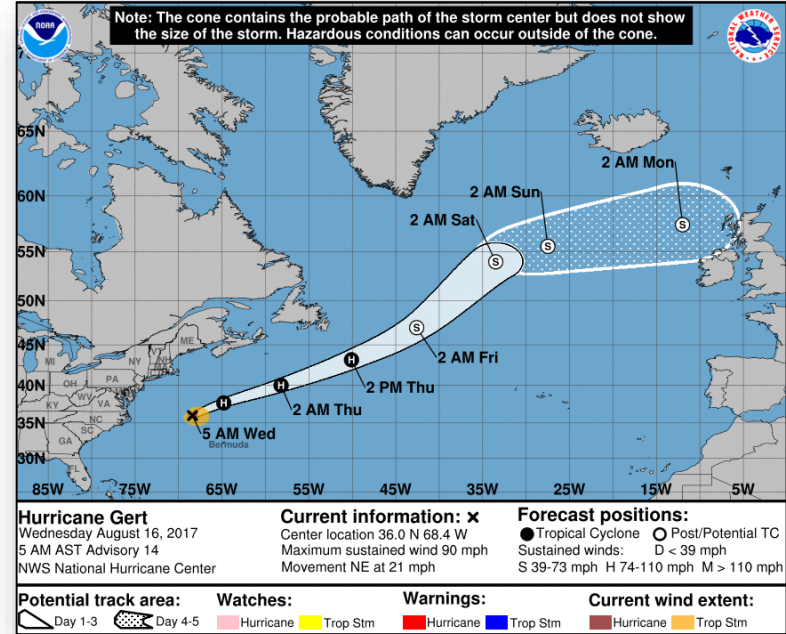 Note: The cone contains the probable path of the storm center but does not show
the size of the storm. Hazardous conditions can occur outside of the cone.
NOAA
NATIONAL WEATHER SERVICE
65N
60N
55N
50N
45N
40N
35N
30N
2 AM Mon
2 AM Sun
2 AM Sat
2 AM Fri
2 PM Thu
2 AM Thu
5 AM Wed
Bermuda
S
S
S
S
H
H
H
ME
VT
NH
MI
NY
PA
OH
WV
VA
KY
NC
SC
GA
FL
85W 75W 65W 55W 45W 35W 25W 15W 5W
Hurricane Gert
Wednesday August 16, 2017
5 AM AST Advisory 14
NWS National Hurricane Center
Current information: ×
Center location 36.0 N 68.4 W
Maximum sustained wind 90 mph
Movement NE at 21 mph
Forecast positions:
Tropical Cyclone Post/Potential TC
Sustained winds: D < 39 mph
S 39-73 mph H 74-110 mph M > 110 mph
Potential track area:
Day 1-3 Day 4-5
Watches:
Hurricane Trop Stm
Warnings:
Hurricane Trop Stm
Current wind extent:
Hurricane Trop Stm